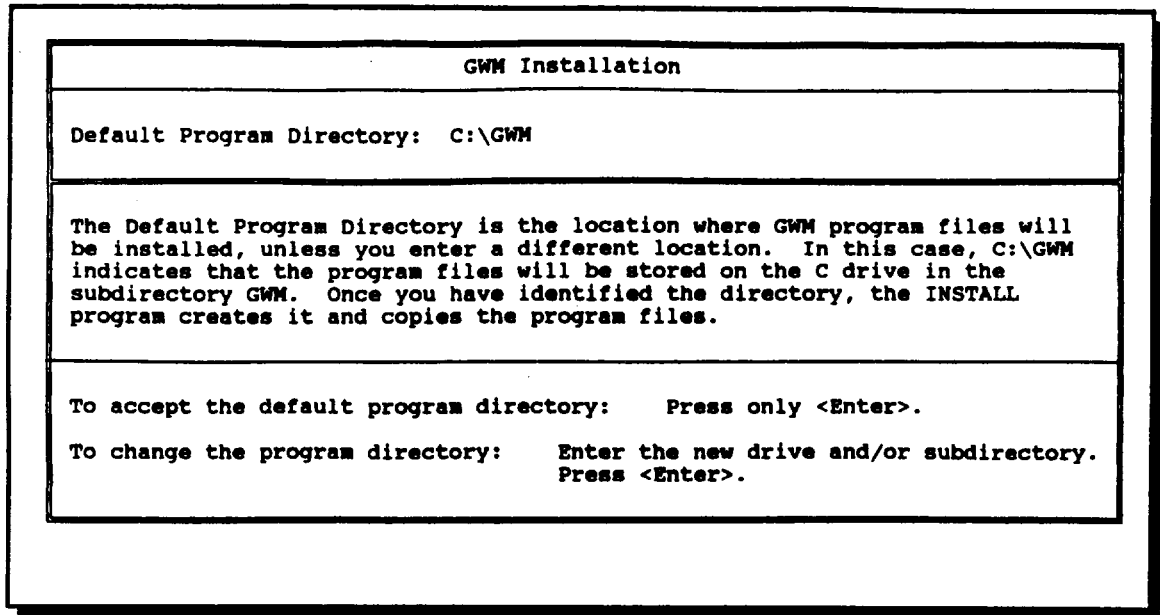 GWM Installation
Default Program Directory: C:\GWM
The Default Program Directory is the location where GWM program files will
be installed, unless you enter a different location. In this case, C:\GWM
indicates that the program files will be stored on the C drive in the
subdirectory GWM. Once you have identified the directory, the INSTALL
program creates it and copies the program files.
To accept the default program directory: Press only <Enter>.
To change the program directory: Enter the new drive and/or subdirectory.
Press <Enter>.